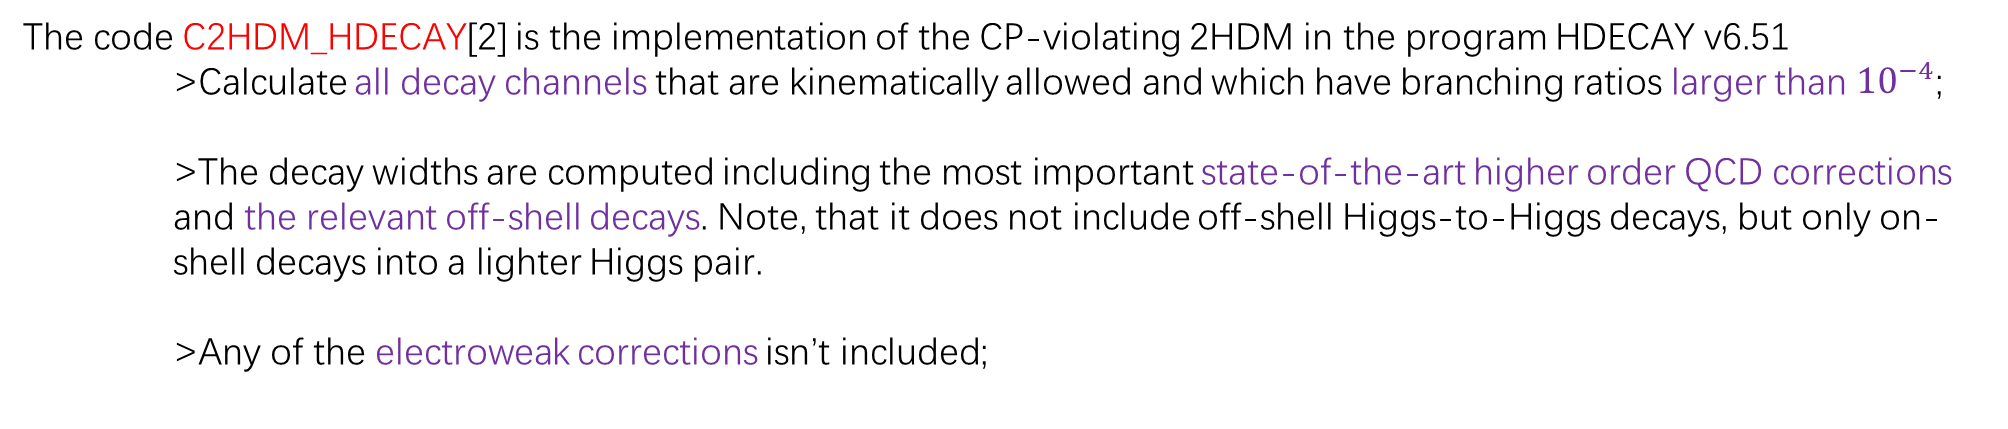 The code C2HDM_HDECAY[2] is the implementation of the CP-violating 2HDM in the program HDECAY v6.51
>Calculate all decay channels that are kinematically allowed and which have branching ratios larger than 10⁻⁴;
>The decay widths are computed including the most important state-of-the-art higher order QCD corrections
and the relevant off-shell decays. Note, that it does not include off-shell Higgs-to-Higgs decays, but only on-
shell decays into a lighter Higgs pair.
>Any of the electroweak corrections isn’t included;